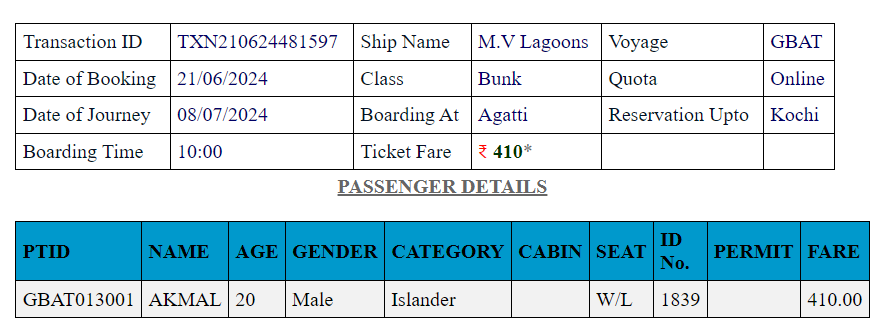 Transaction ID TXN210624481597 Ship Name M.V Lagoons Voyage GBAT
Date of Booking 21/06/2024 Class Bunk Quota Online
Date of Journey 08/07/2024 Boarding At Agatti Reservation Upto Kochi
Boarding Time 10:00 Ticket Fare ₹ 410*
PASSENGER DETAILS
PTID NAME AGE GENDER CATEGORY CABIN SEAT ID No. PERMIT FARE
GBAT013001 AKMAL 20 Male Islander W/L 1839 410.00